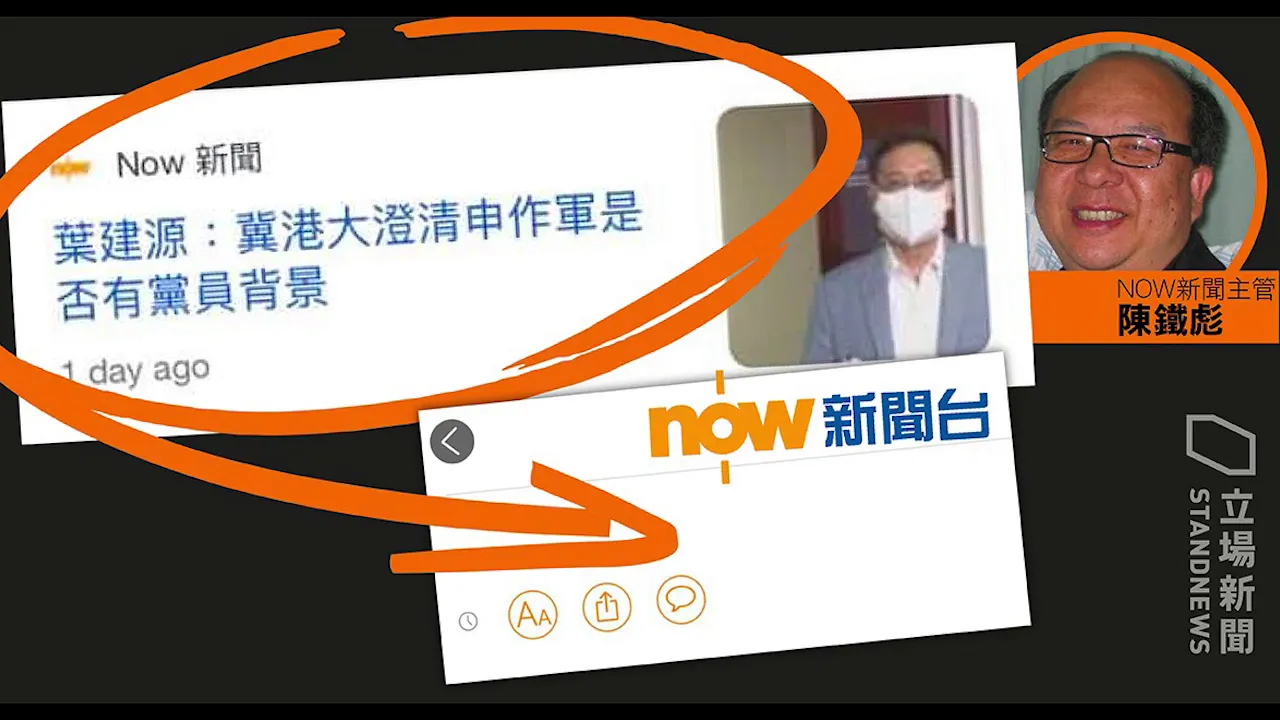 now
Now 新聞
葉建源：冀港大澄清申作軍是
否有黨員背景
1 day ago
NOW新聞主管
陳鐵彪
now 新聞台
AA
立場新聞
STANDNEWS